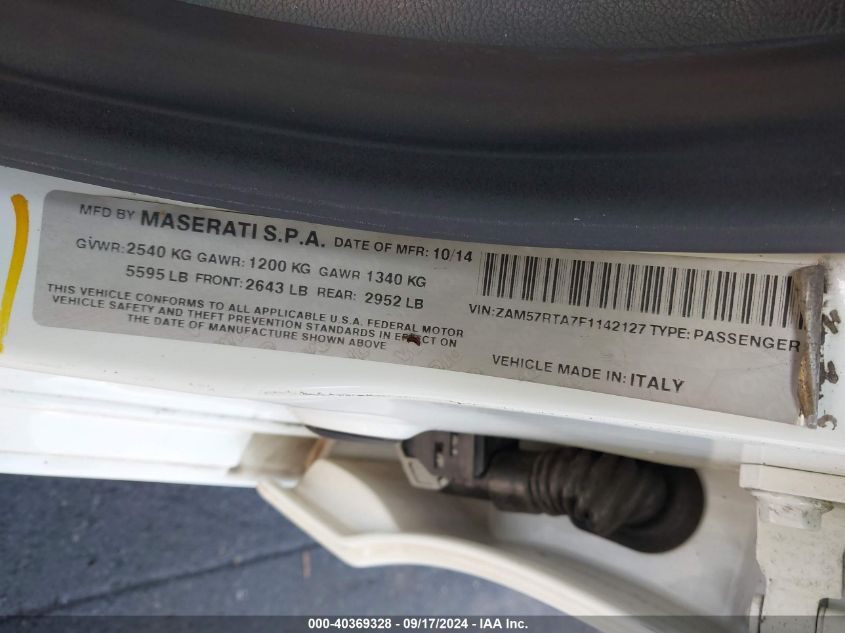 MFD BY MASERATI S.P.A. DATE OF MFR: 10/14
GVWR: 2540 KG GAWR: 1200 KG GAWR 1340 KG
5595 LB FRONT: 2643 LB REAR: 2952 LB
THIS VEHICLE CONFORMS TO ALL APPLICABLE U.S.A. FEDERAL MOTOR
VEHICLE SAFETY AND THEFT PREVENTION STANDARDS IN EFFECT ON
THE DATE OF MANUFACTURE SHOWN ABOVE
VIN:ZAM57RTA7F1142127 TYPE: PASSENGER
VEHICLE MADE IN: ITALY
000-40369328 - 09/17/2024 - IAA Inc.